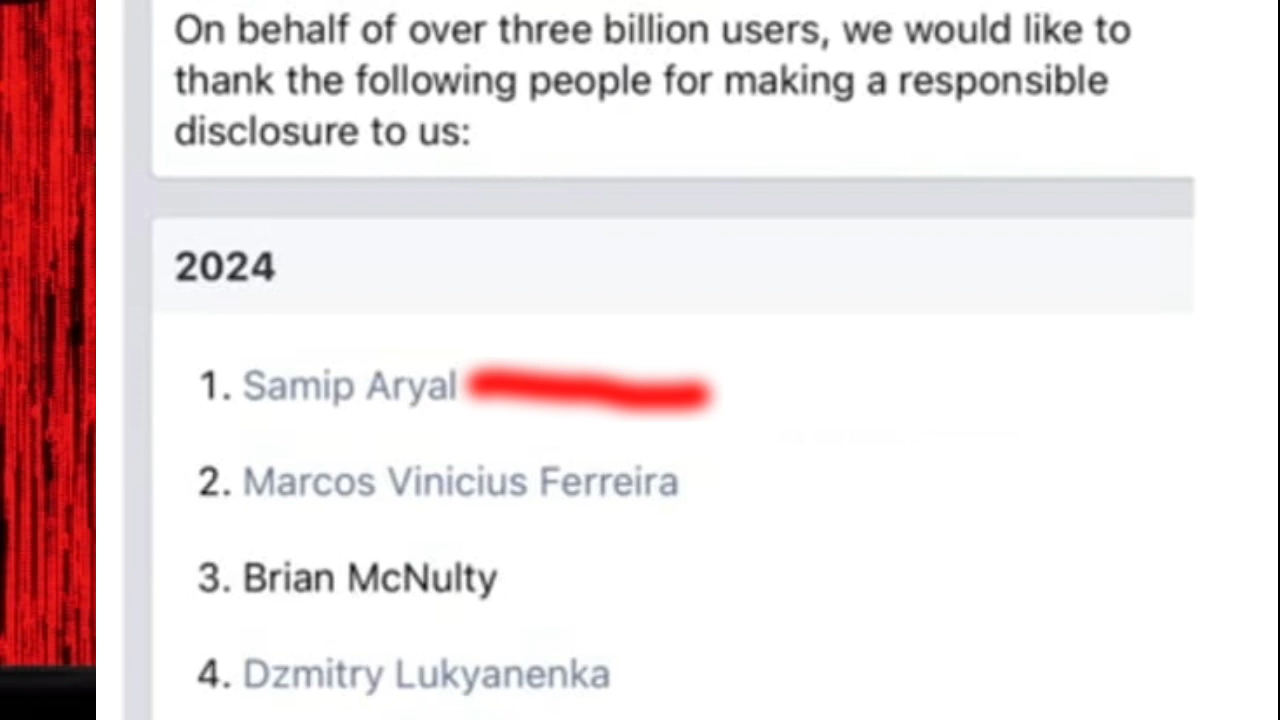 On behalf of over three billion users, we would like to
thank the following people for making a responsible
disclosure to us:
2024
1. Samip Aryal
2. Marcos Vinicius Ferreira
3. Brian McNulty
4. Dzmitry Lukyanenka